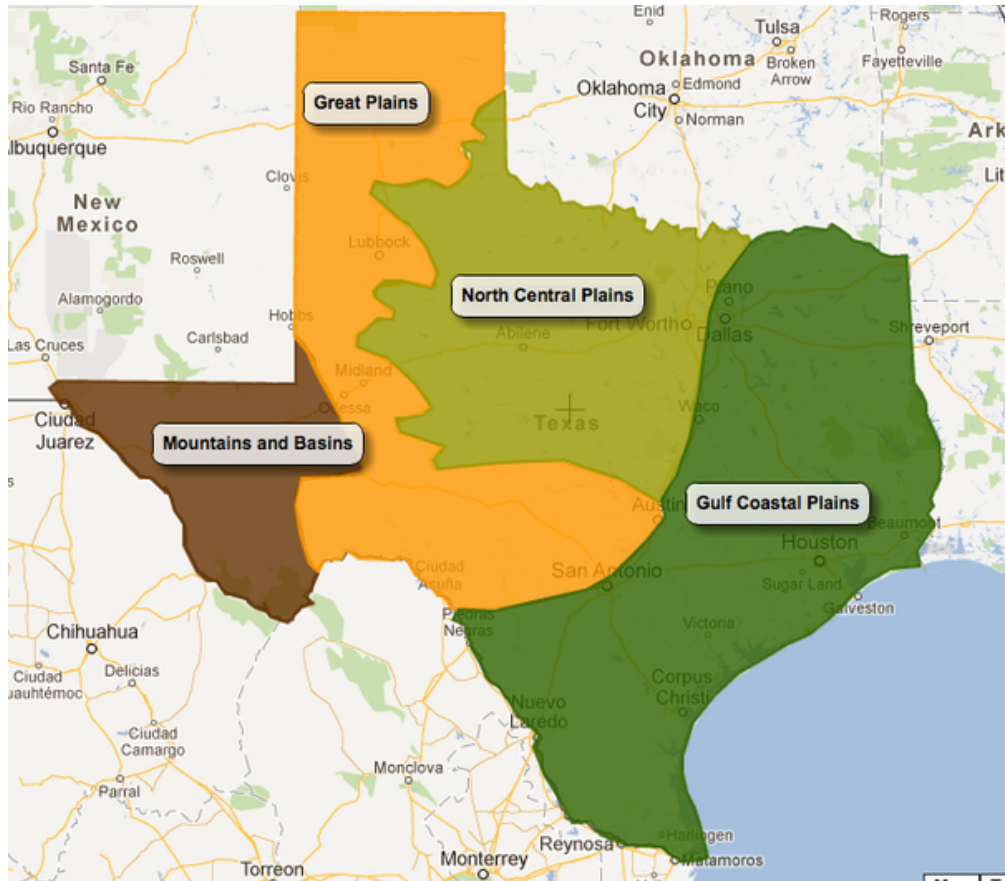 Enid
Tulsa
Rogers
Santa Fe
Oklahoma
Broken
Arrow
Fayetteville
Oklahoma
City
Edmond
Great Plains
Rio Rancho
Norman
Albuquerque
Ark
Clovis
Lit
New
Mexico
Lubbock
Roswell
North Central Plains
Plano
Alamogordo
Hobbs
Fort Worth
Dallas
Shreveport
Abilene
Carlsbad
Las Cruces
Midland
Odessa
Waco
Ciudad
Juarez
Texas
Mountains and Basins
Austin
Gulf Coastal Plains
Beaumont
Houston
Ciudad
Acuña
San Antonio
Sugar Land
Galveston
Piedras
Negras
Victoria
Chihuahua
Ciudad
uauhtémoc
Delicias
Corpus
Christi
Nuevo
Laredo
Ciudad
Camargo
Monclova
Parral
Harlingen
Reynosa
Matamoros
Monterrey
Torreon